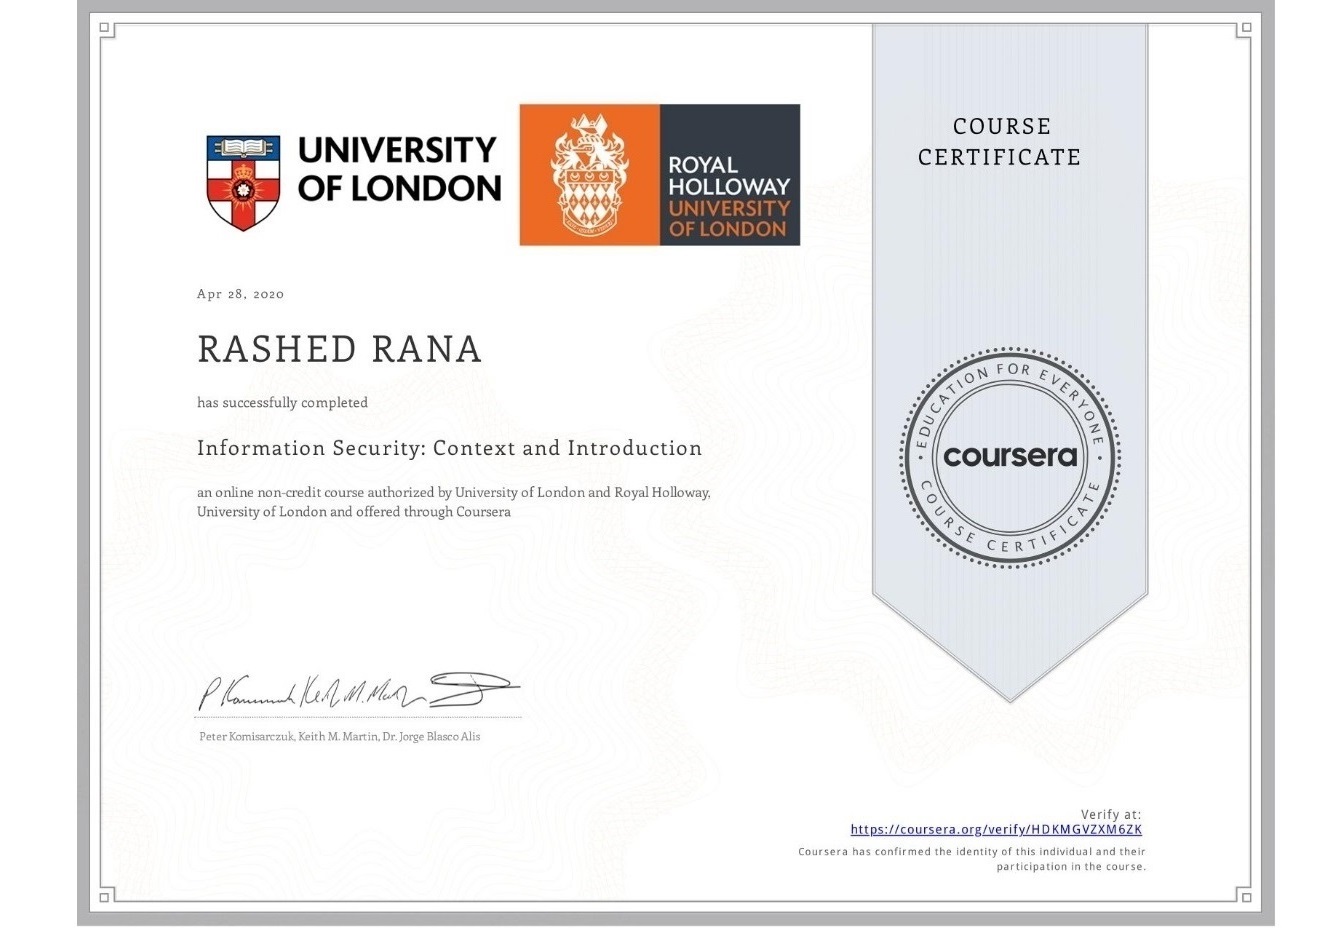 UNIVERSITY
OF LONDON
ROYAL
HOLLOWAY
UNIVERSITY
OF LONDON
COURSE
CERTIFICATE
Apr 28, 2020
RASHED RANA
has successfully completed
Information Security: Context and Introduction
an online non-credit course authorized by University of London and Royal Holloway,
University of London and offered through Coursera
EDUCATION FOR EVERYONE
coursera
COURSE CERTIFICATE
Peter Komisarczuk, Keith M. Martin, Dr. Jorge Blasco Alis
Verify at:
https://coursera.org/verify/HDKMGVZXM6ZK
Coursera has confirmed the identity of this individual and their
participation in the course.